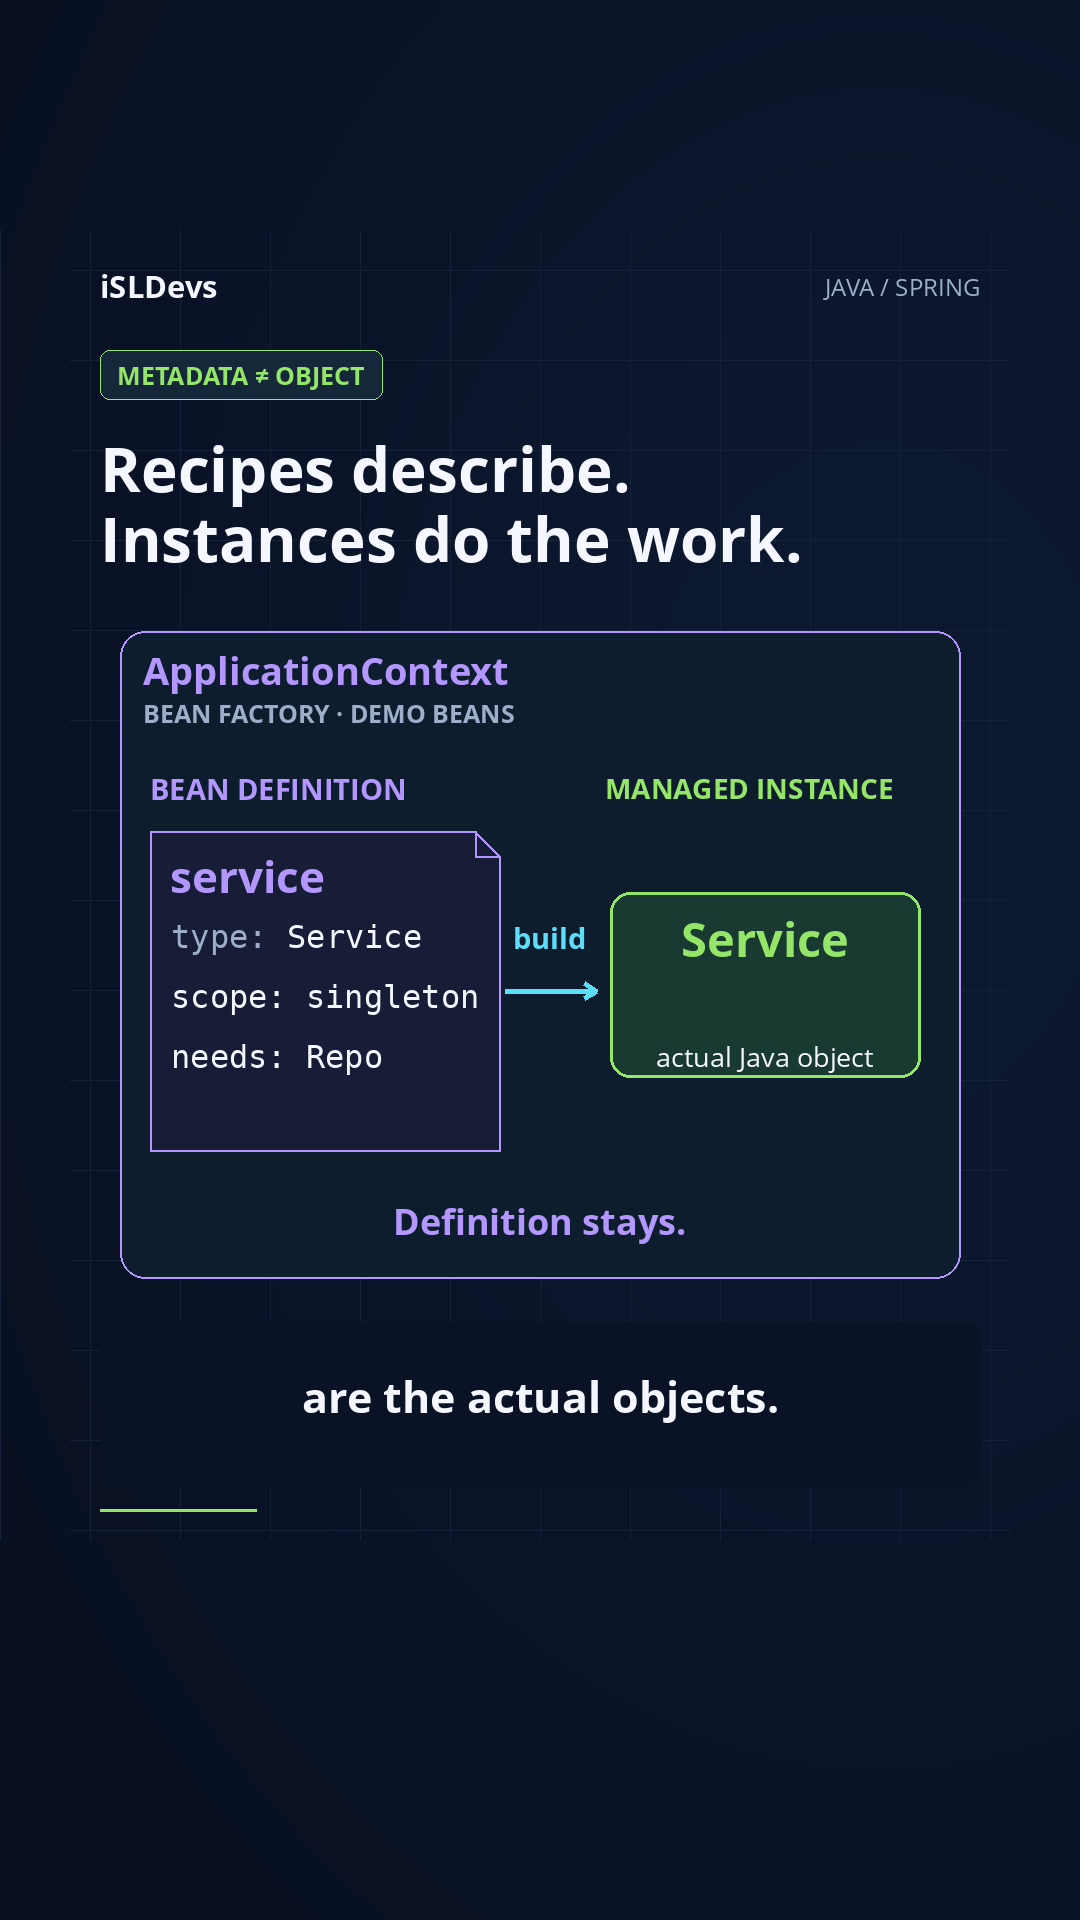 iSLDevs
JAVA / SPRING
METADATA ≠ OBJECT
Recipes describe.
Instances do the work.
ApplicationContext
BEAN FACTORY · DEMO BEANS
BEAN DEFINITION
service
type: Service
scope: singleton
needs: Repo
build
MANAGED INSTANCE
Service
actual Java object
Definition stays.
are the actual objects.